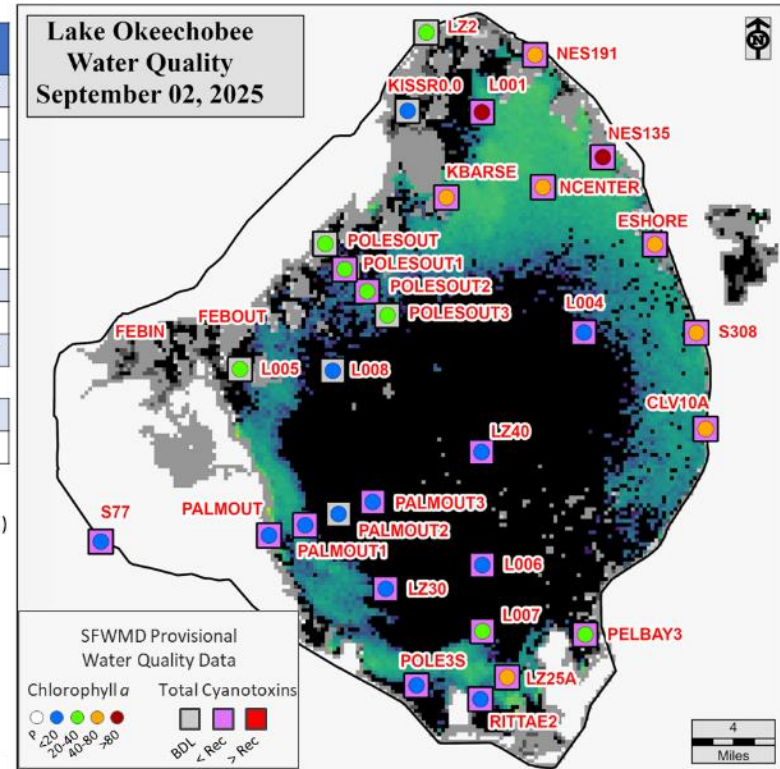 Lake Okeechobee
Water Quality
September 02, 2025
N
LZ2
NES191
KISSR0.0
L001
NES135
KBARSE
NCENTER
ESHORE
POLESOUT
POLESOUT1
POLESOUT2
POLESOUT3
L004
S308
FEBOUT
FEBIN
L005
L008
CLV10A
LZ40
S77
PALMOUT
PALMOUT3
PALMOUT2
PALMOUT1
L006
LZ30
L007
PELBAY3
POLE3S
LZ25A
RITTAE2
)
SFWMD Provisional
Water Quality Data
Chlorophyll a
Total Cyanotoxins
P <20 20-40 40-80 >80
BDL < Rec > Rec
4
Miles